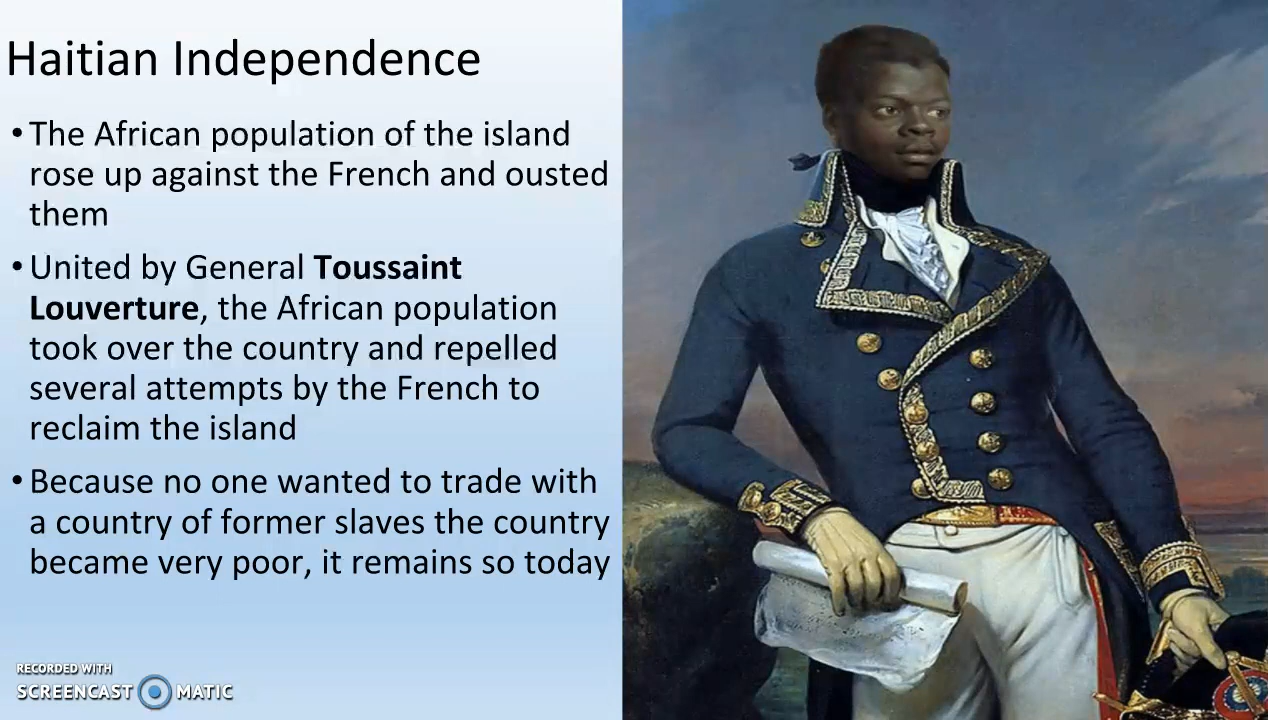 Haitian Independence
•The African population of the island
rose up against the French and ousted
them
•United by General Toussaint
Louverture, the African population
took over the country and repelled
several attempts by the French to
reclaim the island
•Because no one wanted to trade with
a country of former slaves the country
became very poor, it remains so today
RECORDED WITH
SCREENCAST MATIC